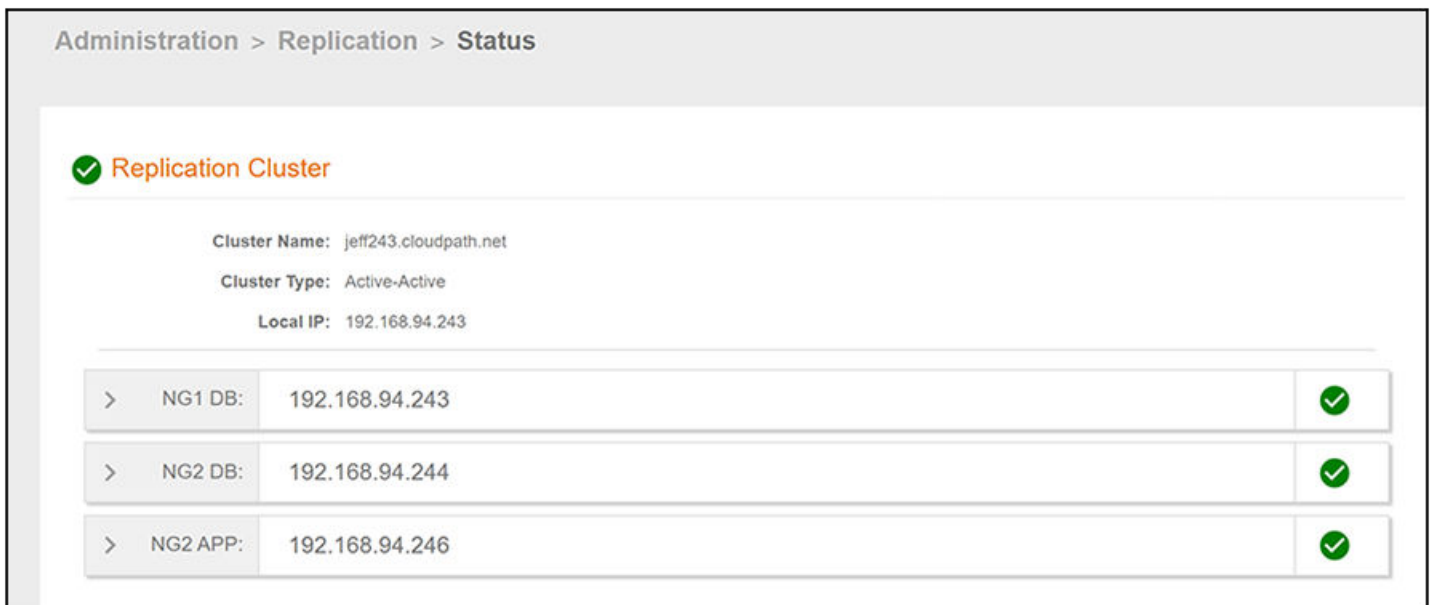 Administration > Replication > Status
Replication Cluster
Cluster Name: jeff243.cloudpath.net
Cluster Type: Active-Active
Local IP: 192.168.94.243
> NG1 DB: 192.168.94.243
> NG2 DB: 192.168.94.244
> NG2 APP: 192.168.94.246